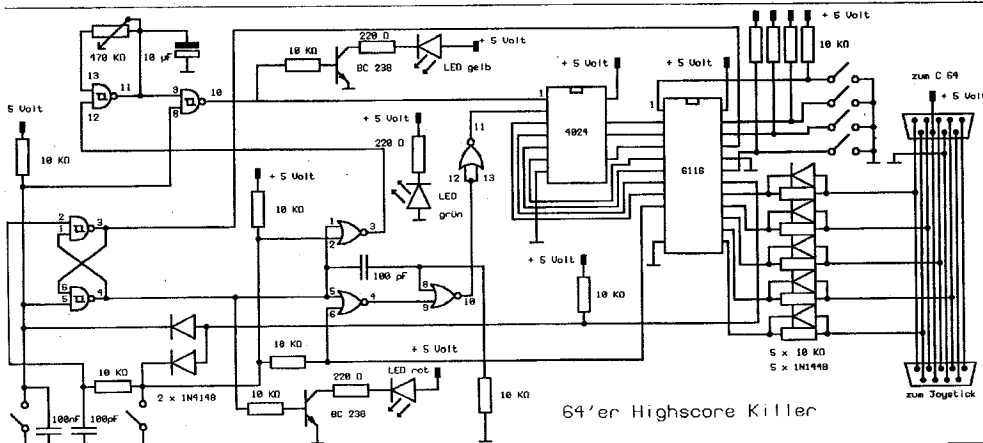 + 5 Volt
470 KΩ
10 µF
13
12
11
9
8
10
10 KΩ
220 Ω
BC 238
LED gelb
+ 5 Volt
5 Volt
10 KΩ
+ 5 Volt
220 Ω
LED
grün
11
12
13
1
4024
+ 5 Volt
1
6116
+ 5 Volt
10 KΩ
zum C 64
+ 5 Volt
+ 5 Volt
10 KΩ
2
1
3
6
5
4
1
2
3
100 pF
5
6
4
8
9
10
+ 5 Volt
10 KΩ
10 KΩ
+ 5 Volt
10 KΩ
2 x 1N4148
100nF
100pF
10 KΩ
BC 238
220 Ω
LED rot
10 KΩ
5 x 10 KΩ
5 x 1N1448
zum Joystick
64'er Highscore Killer